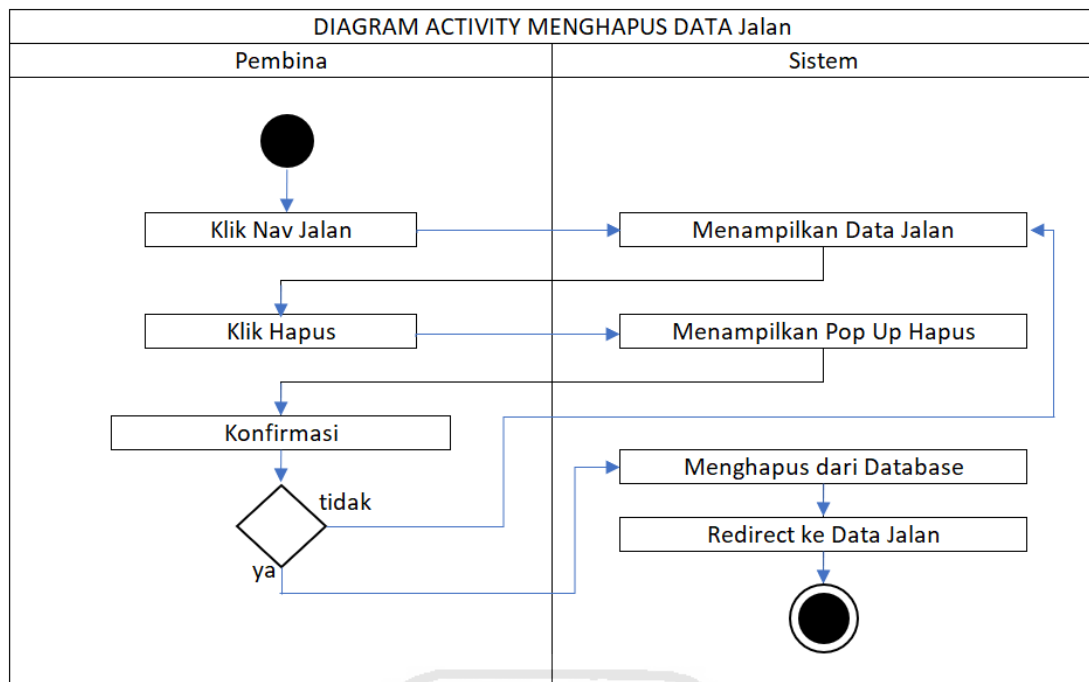 DIAGRAM ACTIVITY MENGHAPUS DATA Jalan
Pembina
Sistem
Klik Nav Jalan
Menampilkan Data Jalan
Klik Hapus
Menampilkan Pop Up Hapus
Konfirmasi
Menghapus dari Database
tidak
Redirect ke Data Jalan
ya